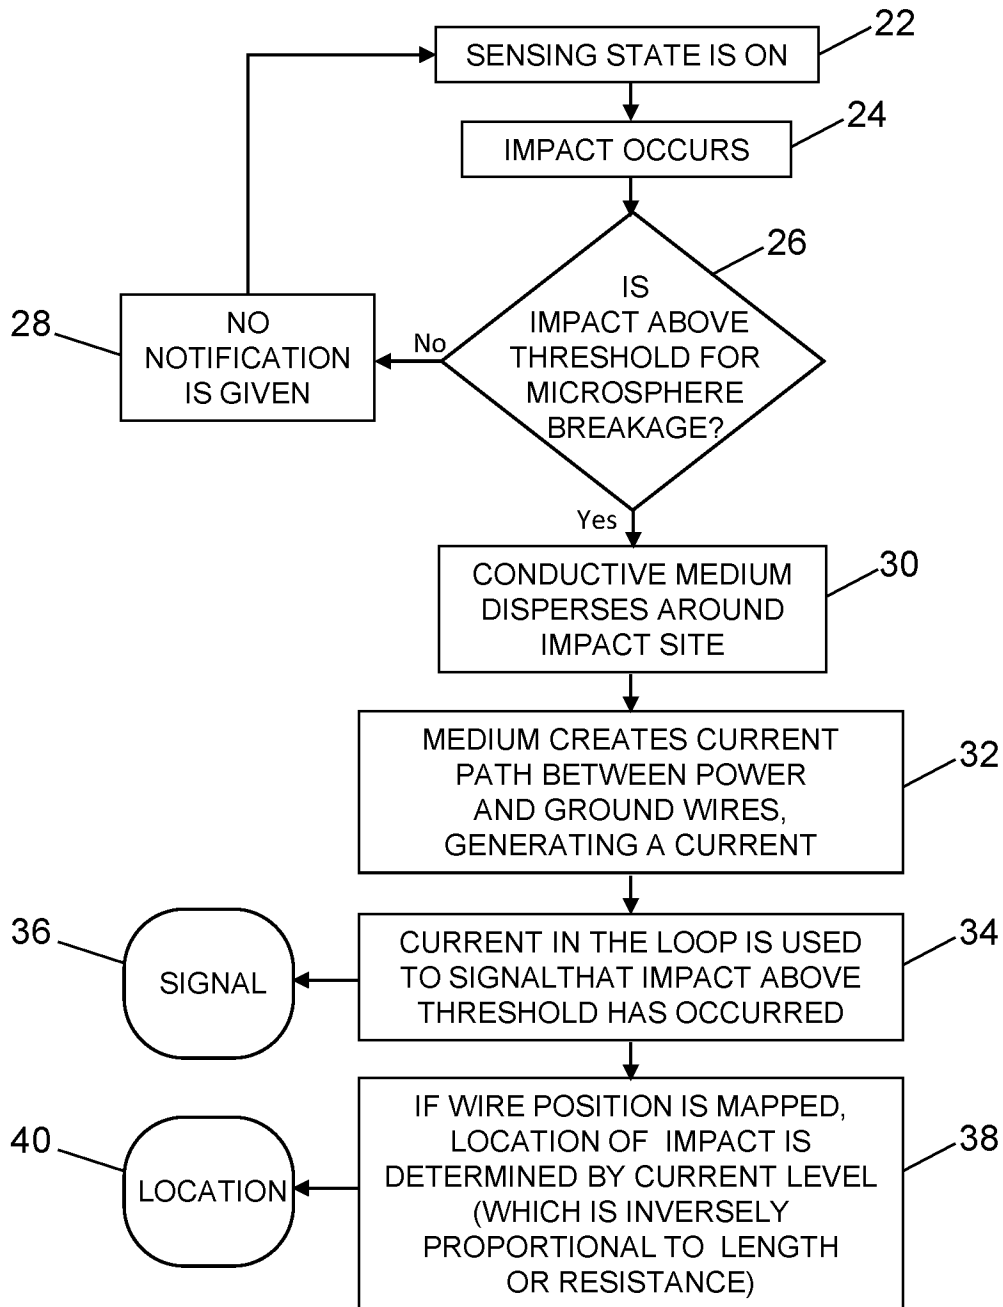 22
SENSING STATE IS ON
24
IMPACT OCCURS
26
IS
IMPACT ABOVE
THRESHOLD FOR
MICROSPHERE
BREAKAGE?
No
28
NO
NOTIFICATION
IS GIVEN
Yes
30
CONDUCTIVE MEDIUM
DISPERSES AROUND
IMPACT SITE
32
MEDIUM CREATES CURRENT
PATH BETWEEN POWER
AND GROUND WIRES,
GENERATING A CURRENT
34
CURRENT IN THE LOOP IS USED
TO SIGNALTHAT IMPACT ABOVE
THRESHOLD HAS OCCURRED
36
SIGNAL
38
IF WIRE POSITION IS MAPPED,
LOCATION OF IMPACT IS
DETERMINED BY CURRENT LEVEL
(WHICH IS INVERSELY
PROPORTIONAL TO LENGTH
OR RESISTANCE)
40
LOCATION